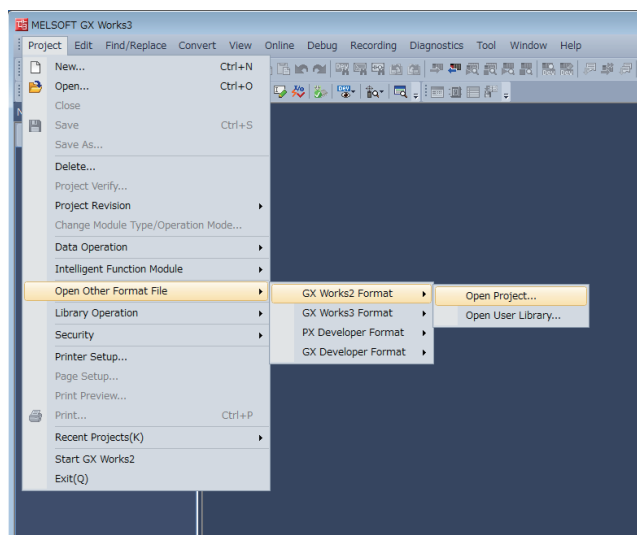 MELSOFT GX Works3
Project Edit Find/Replace Convert View Online Debug Recording Diagnostics Tool Window Help
New... Ctrl+N
Open... Ctrl+O
Close
Save Ctrl+S
Save As...
Delete...
Project Verify...
Project Revision
Change Module Type/Operation Mode...
Data Operation
Intelligent Function Module
Open Other Format File
GX Works2 Format
Open Project...
Library Operation
GX Works3 Format
Open User Library...
Security
PX Developer Format
Printer Setup...
GX Developer Format
Page Setup...
Print Preview...
Print... Ctrl+P
Recent Projects(K)
Start GX Works2
Exit(Q)